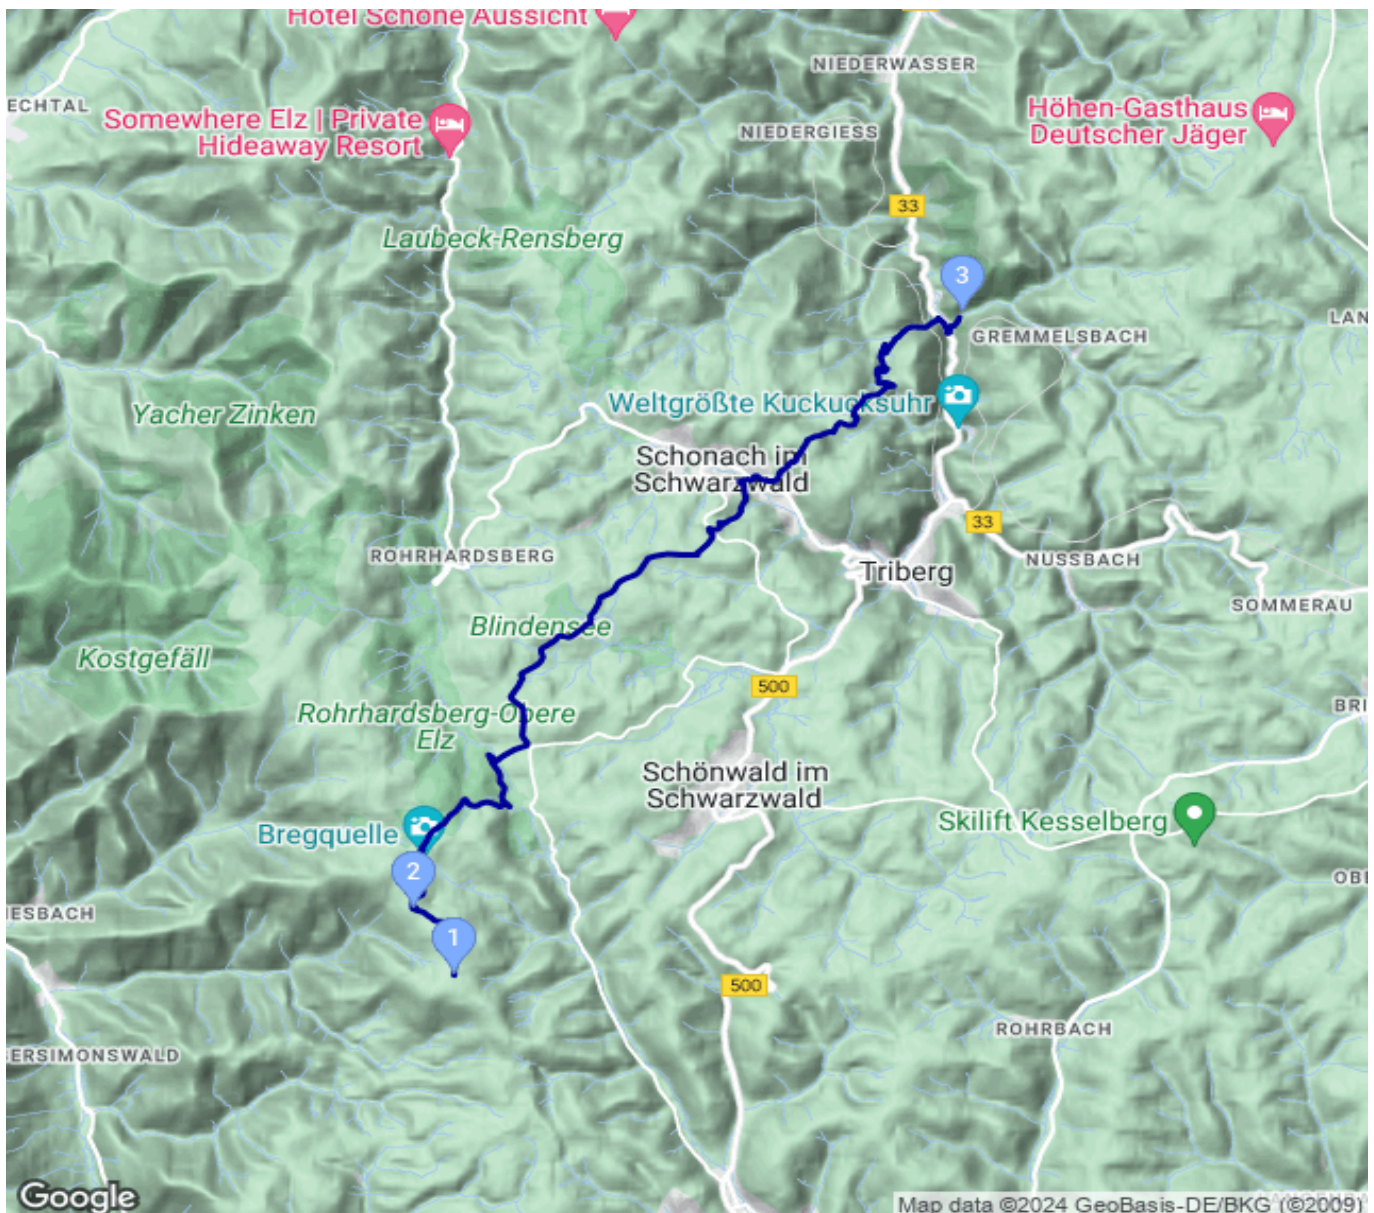 Hotel Schöne Aussicht
NIEDERWASSER
ECHTAL
Somewhere Elz | Private
Hideaway Resort
NIEDERGIESS
Höhen-Gasthaus
Deutscher Jäger
33
Laubeck-Rensberg
3
LAN
GREMMELSBACH
Weltgrößte Kuckucksuhr
Yacher Zinken
Schonach im
Schwarzwald
33
ROHRHARDSBERG
NUSSBACH
Triberg
SOMMERAU
Blindensee
Kostgefäll
500
Rohrhardsberg-Obere
Elz
BRI
Schönwald im
Schwarzwald
Skilift Kesselberg
Bregquelle
2
OBE
IESBACH
1
500
ROHRBACH
ERSIMONSWALD
Google
Map data ©2024 GeoBasis-DE/BKG (©2009)